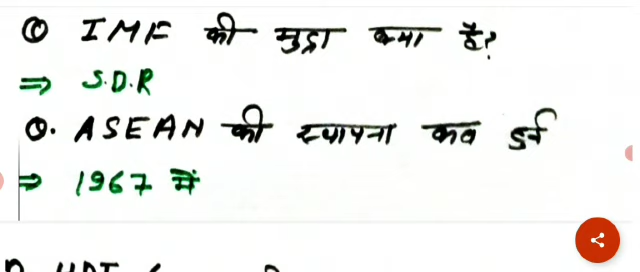 Q IMF की मुद्रा क्या है?
⇒ S.D.R
Q. ASEAN की स्थापना कब हुई
⇒ 1967 में